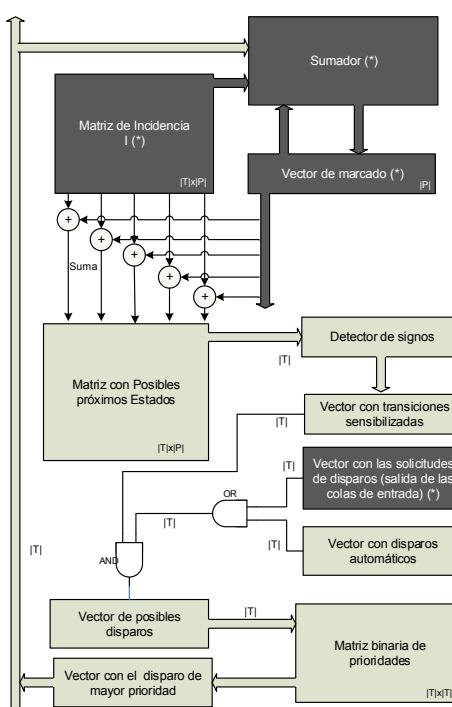 Sumador (*)
Matriz de Incidencia
I (*)
|T|x|P|
Vector de marcado (*)
|P|
+
+
+
+
+
Suma
Matriz con Posibles
próximos Estados
|T|x|P|
|T|
Detector de signos
Vector con transiciones
sensibilizadas
|T|
Vector con las solicitudes
de disparos (salida de las
colas de entrada) (*)
|T|
OR
|T|
Vector con disparos
automáticos
|T|
AND
|T|
Vector de posibles
disparos
|T|
Matriz binaria de
prioridades
|T|x|T|
Vector con el disparo de
mayor prioridad